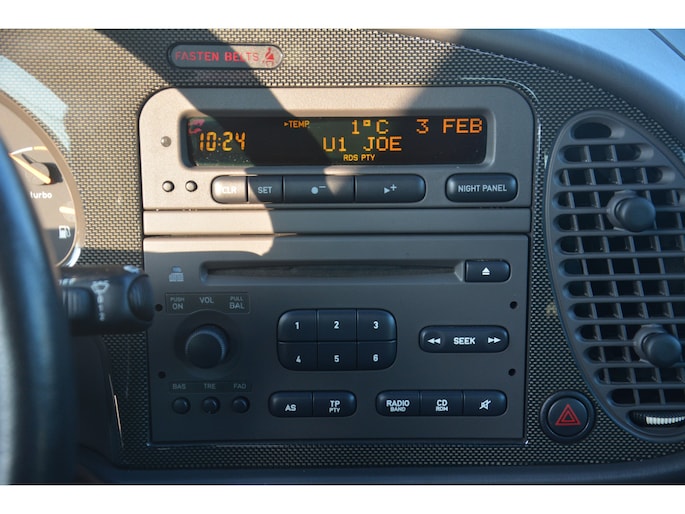 FASTEN BELTS
TEMP 1°C 3 FEB
10:24 U1 JOE
RDS PTY
CLR SET − + NIGHT PANEL
turbo
PUSH ON VOL PULL BAL
1 2 3
4 5 6
SEEK
BAS TRE FAD
AS TP PTY RADIO BAND CD RDM